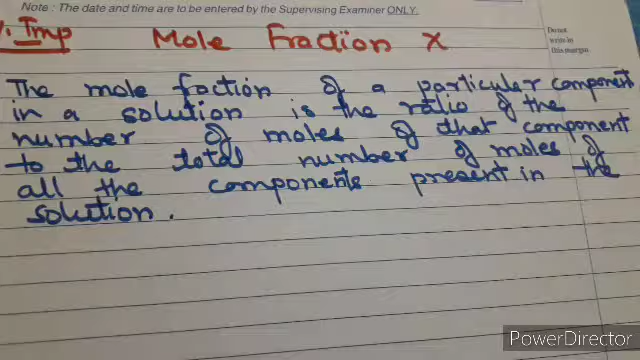 Note : The date and time are to be entered by the Supervising Examiner ONLY.
V. Imp Mole Fraction x
Do not
write in
this margin
The mole faction of a particular component
in a solution is the ratio of the
number of moles of that component
to the total number of moles of
all the components present in the
solution.
PowerDirector